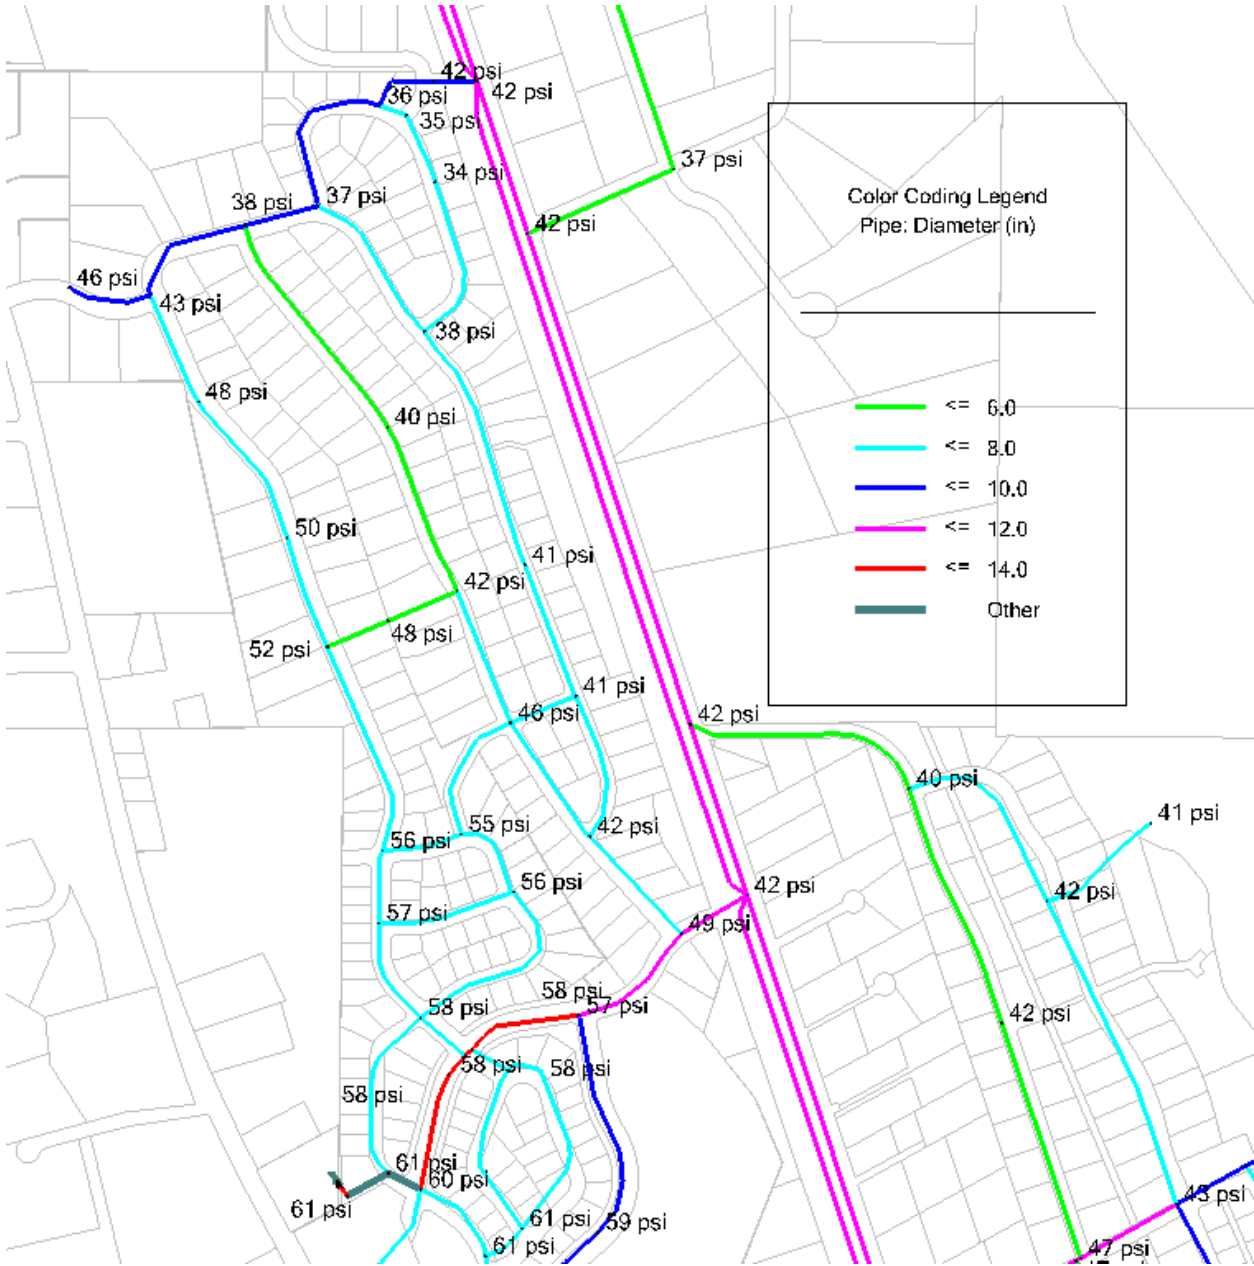 42 psi
36 psi
42 psi
35 psi
37 psi
34 psi
37 psi
38 psi
42 psi
Color Coding Legend
Pipe: Diameter (in)
46 psi
43 psi
38 psi
48 psi
40 psi
<= 6.0
<= 8.0
<= 10.0
<= 12.0
<= 14.0
Other
50 psi
41 psi
42 psi
48 psi
52 psi
41 psi
46 psi
42 psi
40 psi
41 psi
55 psi
42 psi
56 psi
56 psi
42 psi
42 psi
57 psi
49 psi
58 psi
57 psi
58 psi
42 psi
58 psi
58 psi
58 psi
61 psi
60 psi
61 psi
43 psi
59 psi
61 psi
61 psi
47 psi